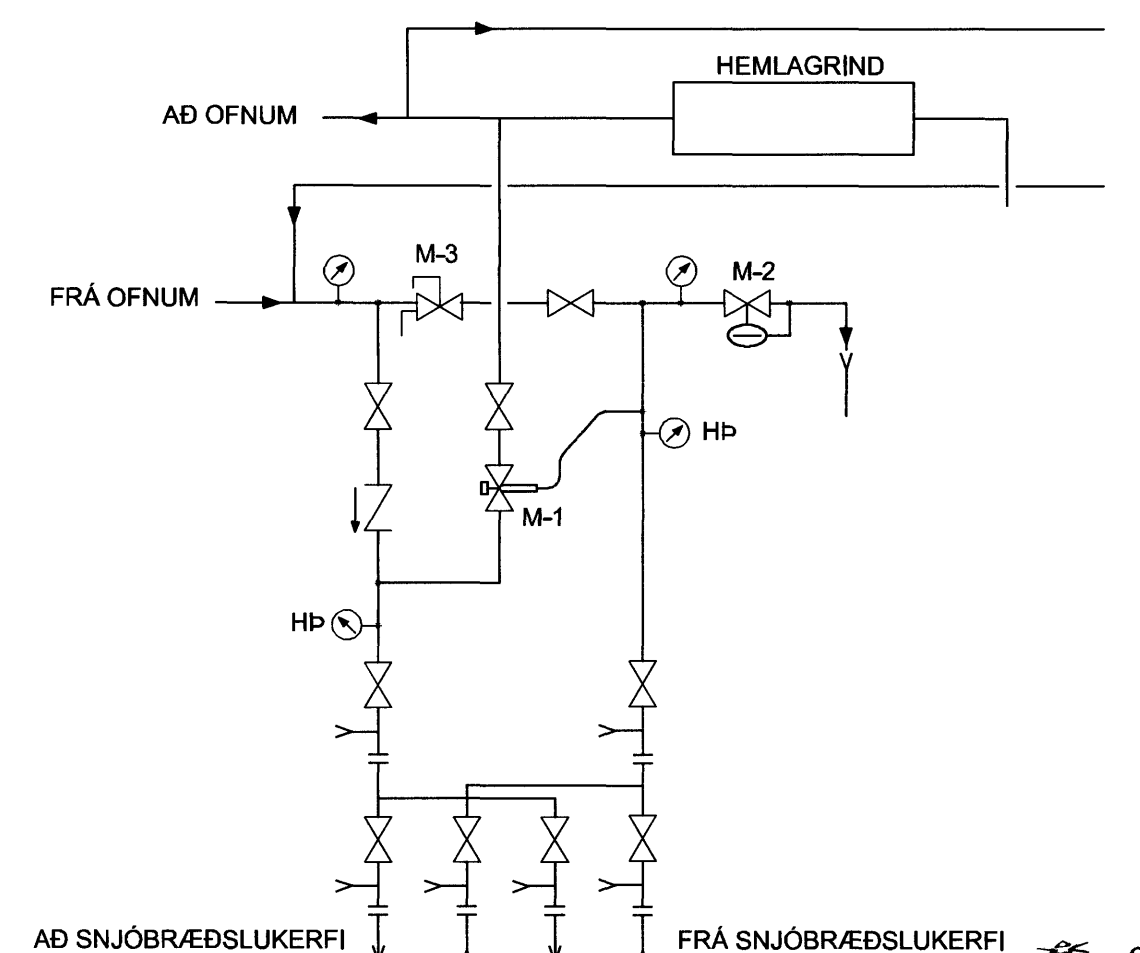 HEMLAGRIND
AÐ OFNUM
M-3
M-2
FRÁ OFNUM
HÞ
M-1
HÞ
AÐ SNJÓBRÆÐSLUKERFI
FRÁ SNJÓBRÆÐSLUKERFI